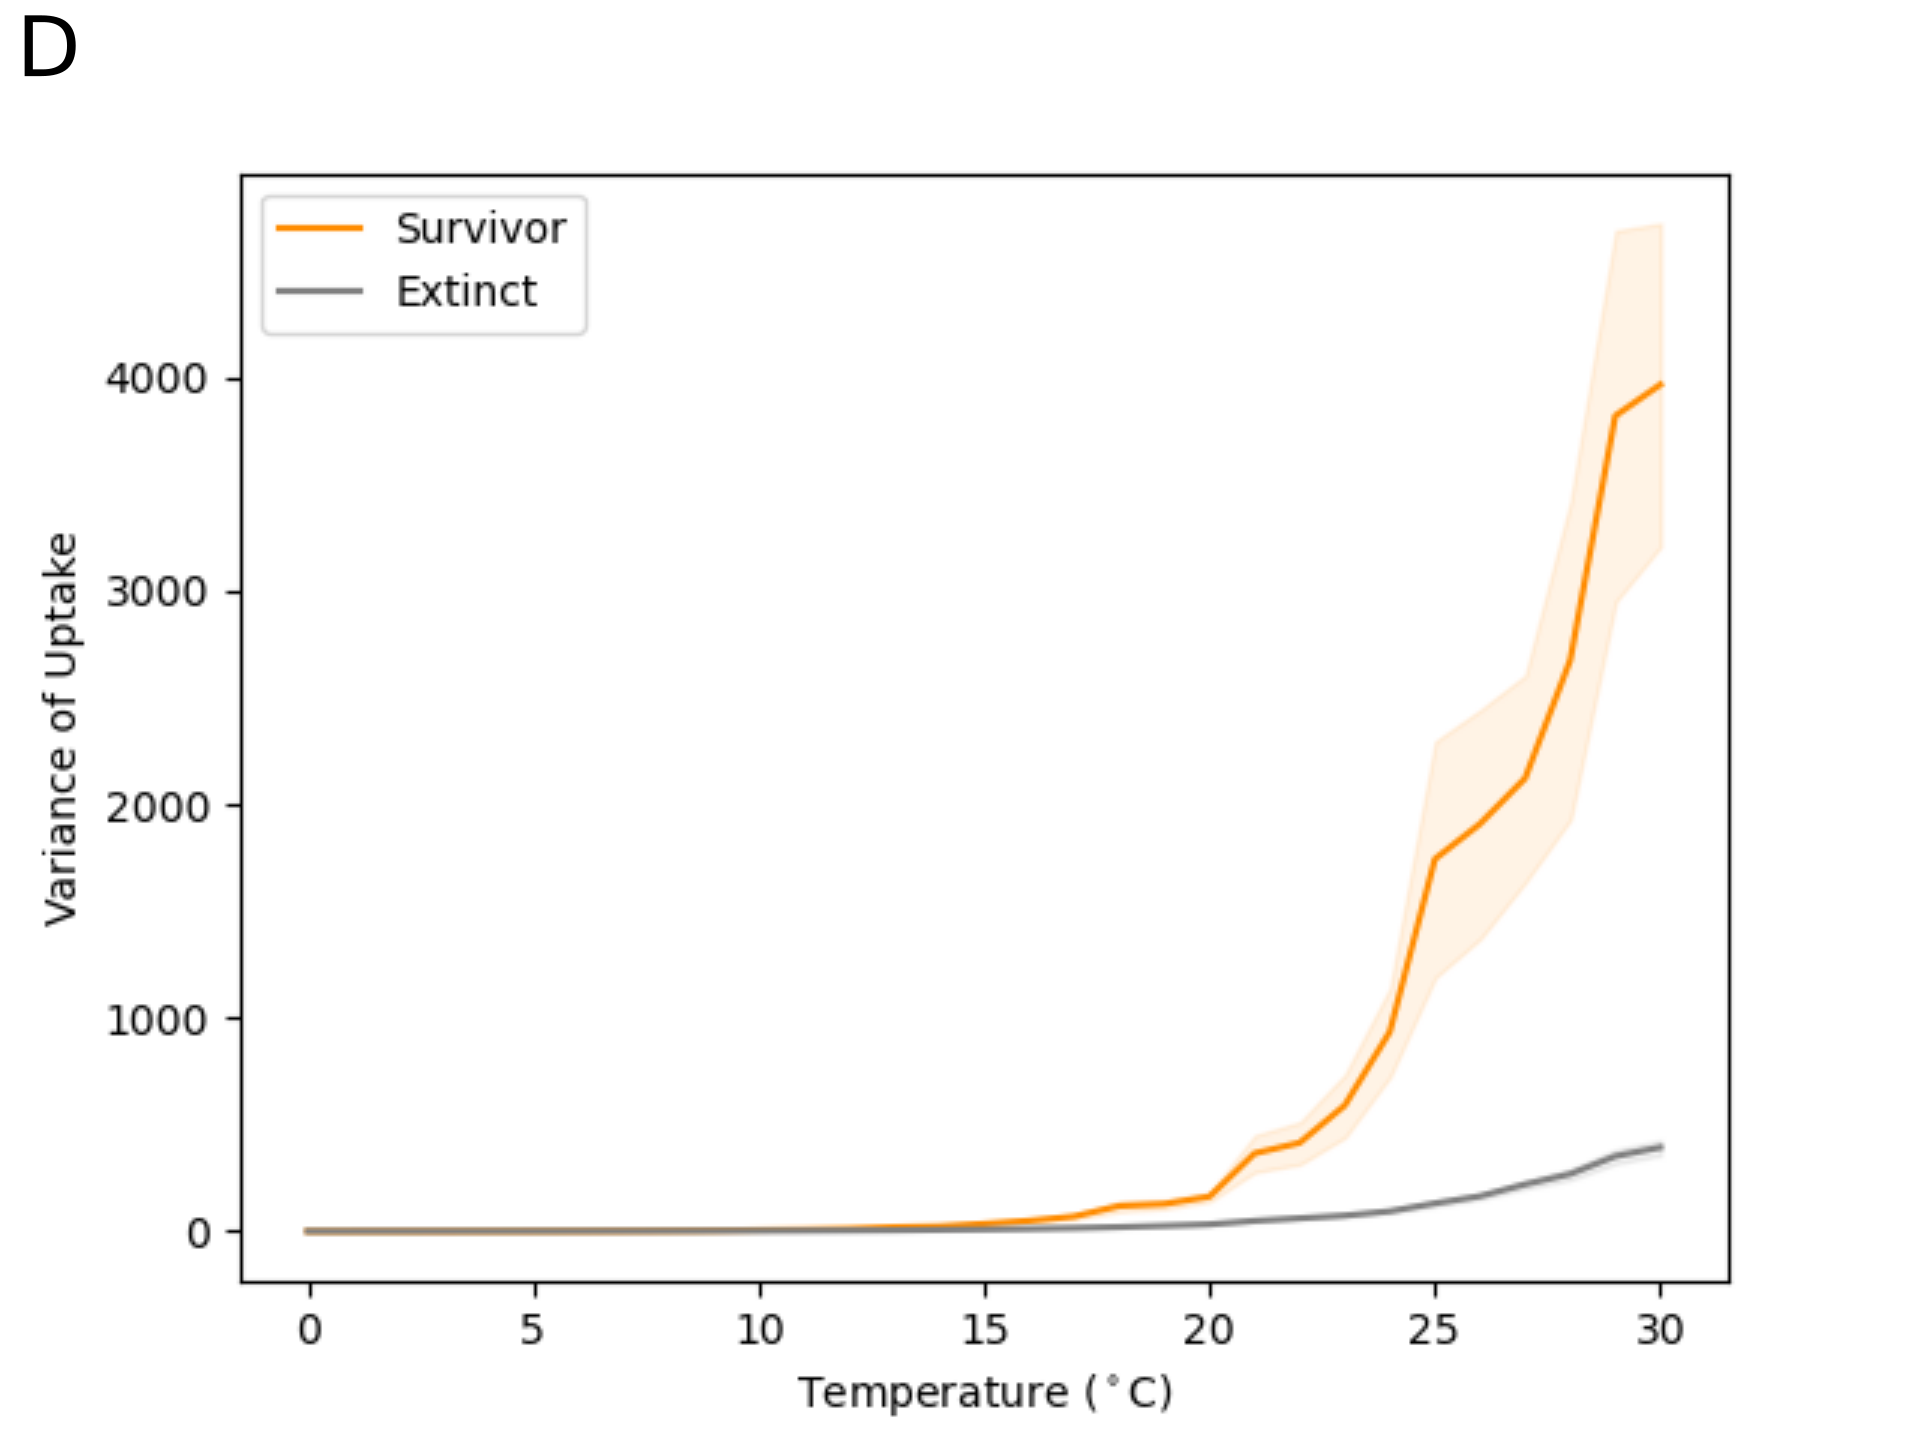 D
Survivor
Extinct
4000
3000
2000
1000
0
Variance of Uptake
0 5 10 15 20 25 30
Temperature (°C)